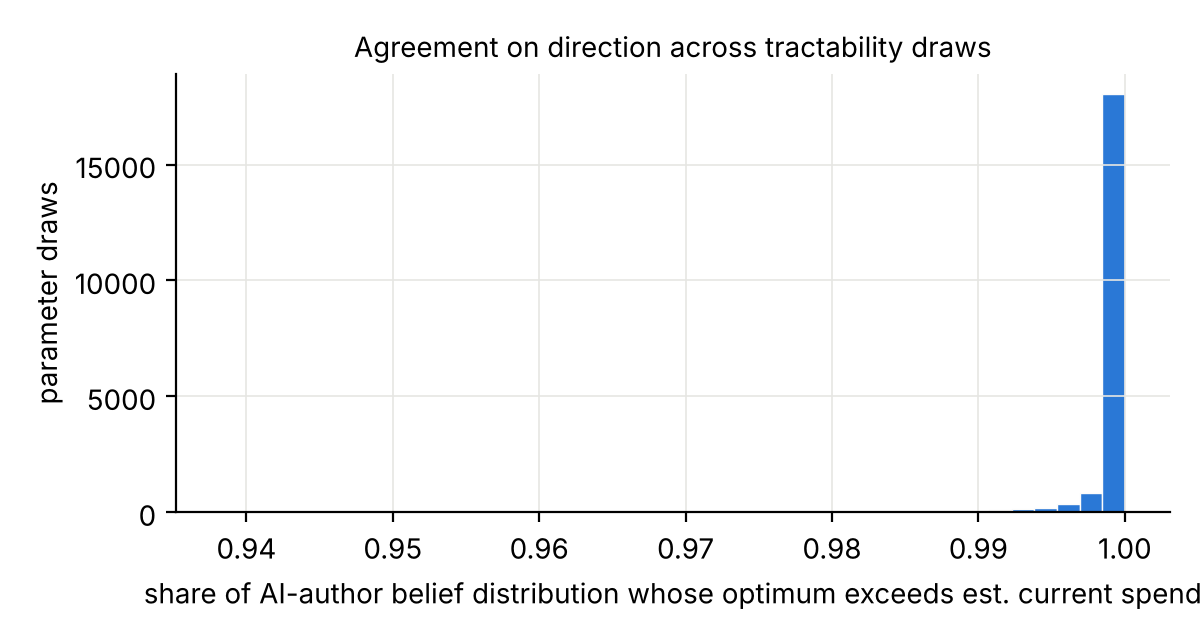 Agreement on direction across tractability draws
parameter draws
15000
10000
5000
0
0.94 0.95 0.96 0.97 0.98 0.99 1.00
share of AI-author belief distribution whose optimum exceeds est. current spend